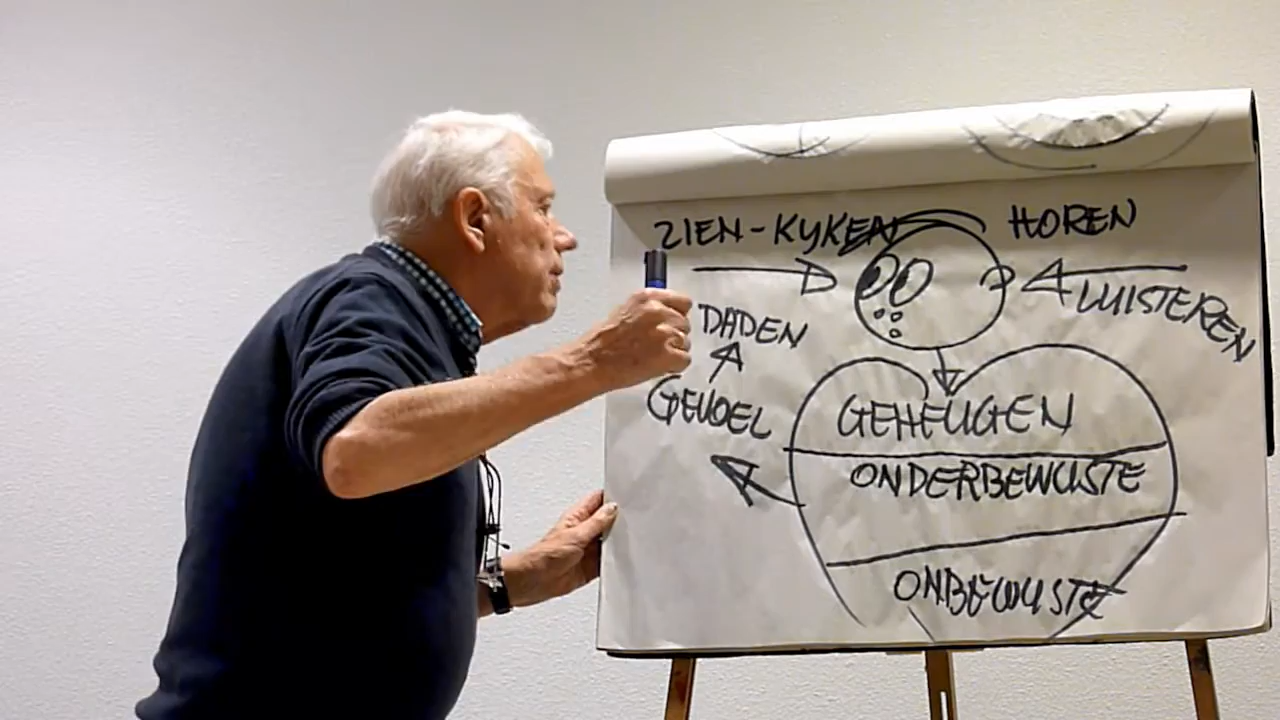 ZIEN-KYKEN
HOREN
LUISTEREN
DADEN
GEVOEL
GEHEUGEN
ONDERBEWUSTE
ONBEWUSTE